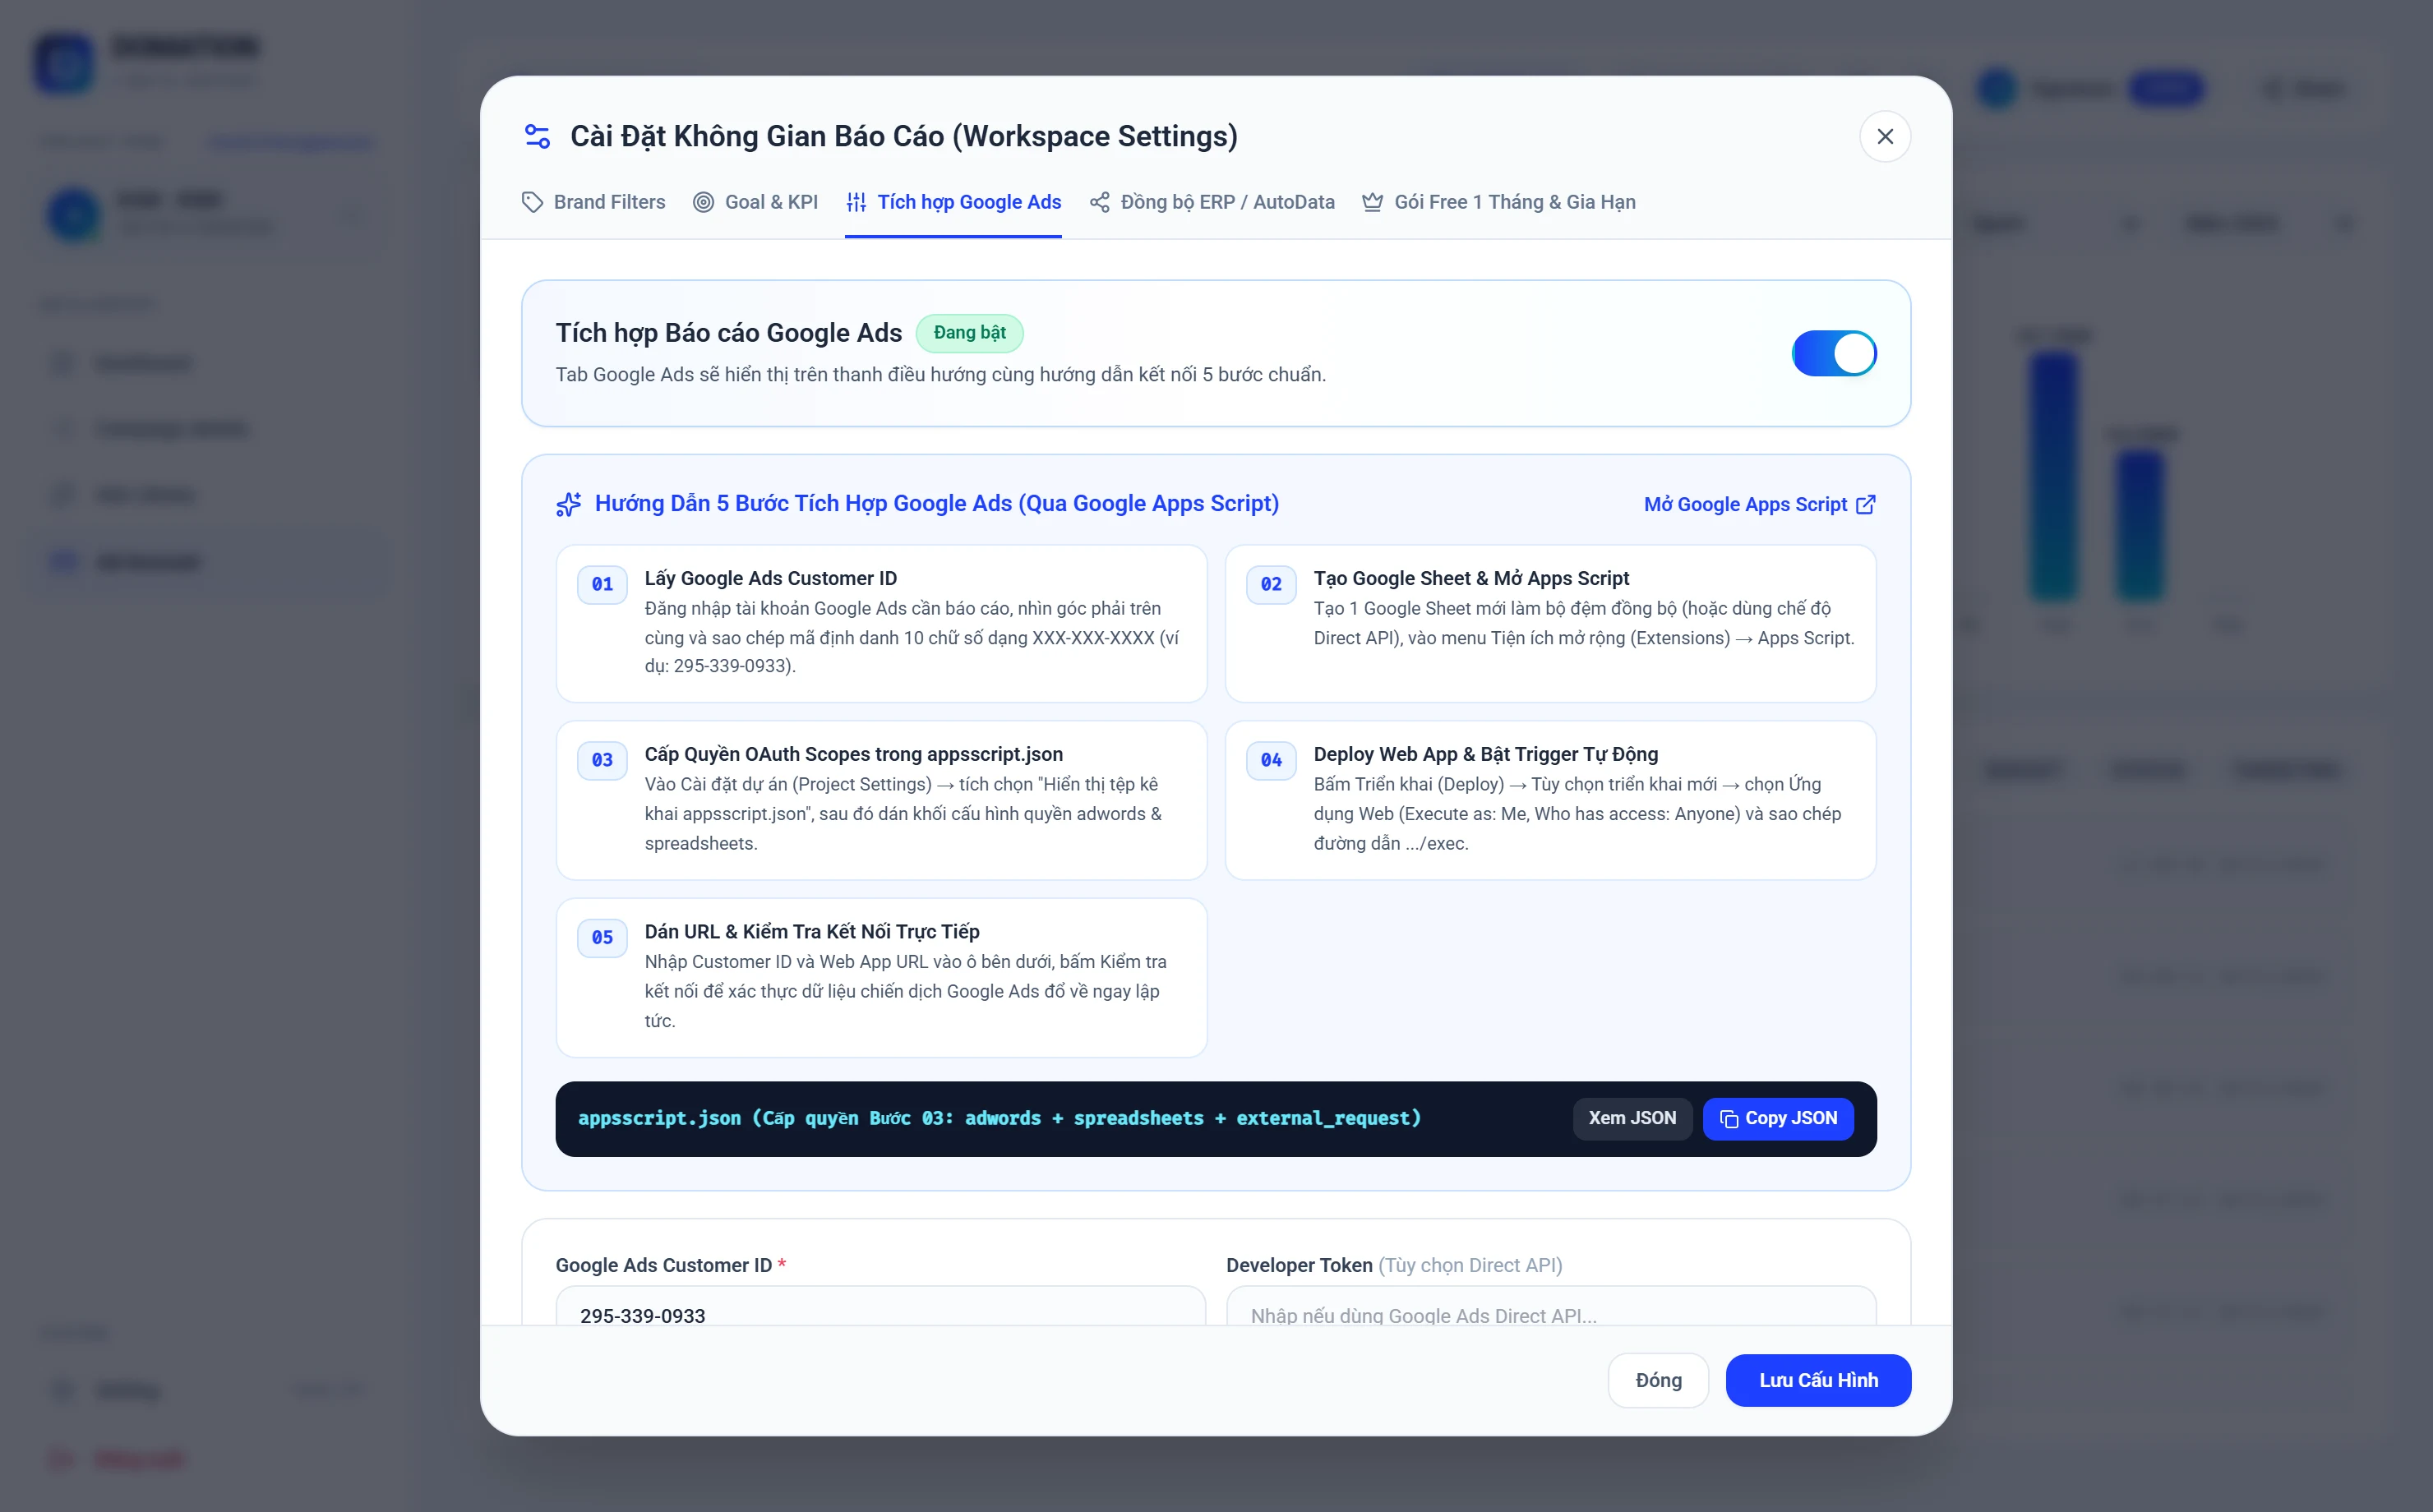 Cài Đặt Không Gian Báo Cáo (Workspace Settings)
Brand Filters
Goal & KPI
Tích hợp Google Ads
Đồng bộ ERP / AutoData
Gói Free 1 Tháng & Gia Hạn
Tích hợp Báo cáo Google Ads
Đang bật
Tab Google Ads sẽ hiển thị trên thanh điều hướng cùng hướng dẫn kết nối 5 bước chuẩn.
Hướng Dẫn 5 Bước Tích Hợp Google Ads (Qua Google Apps Script)
Mở Google Apps Script
01
Lấy Google Ads Customer ID
Đăng nhập tài khoản Google Ads cần báo cáo, nhìn góc phải trên
cùng và sao chép mã định danh 10 chữ số dạng XXX-XXX-XXXX (ví
dụ: 295-339-0933).
02
Tạo Google Sheet & Mở Apps Script
Tạo 1 Google Sheet mới làm bộ đệm đồng bộ (hoặc dùng chế độ
Direct API), vào menu Tiện ích mở rộng (Extensions) → Apps Script.
03
Cấp Quyền OAuth Scopes trong appsscript.json
Vào Cài đặt dự án (Project Settings) → tích chọn "Hiển thị tệp kê
khai appsscript.json", sau đó dán khối cấu hình quyền adwords &
spreadsheets.
04
Deploy Web App & Bật Trigger Tự Động
Bấm Triển khai (Deploy) → Tùy chọn triển khai mới → chọn Ứng
dụng Web (Execute as: Me, Who has access: Anyone) và sao chép
đường dẫn .../exec.
05
Dán URL & Kiểm Tra Kết Nối Trực Tiếp
Nhập Customer ID và Web App URL vào ô bên dưới, bấm Kiểm tra
kết nối để xác thực dữ liệu chiến dịch Google Ads đổ về ngay lập
tức.
appsscript.json (Cấp quyền Bước 03: adwords + spreadsheets + external_request)
Xem JSON
Copy JSON
Google Ads Customer ID *
295-339-0933
Developer Token (Tùy chọn Direct API)
Nhập nếu dùng Google Ads Direct API...
Đóng
Lưu Cấu Hình